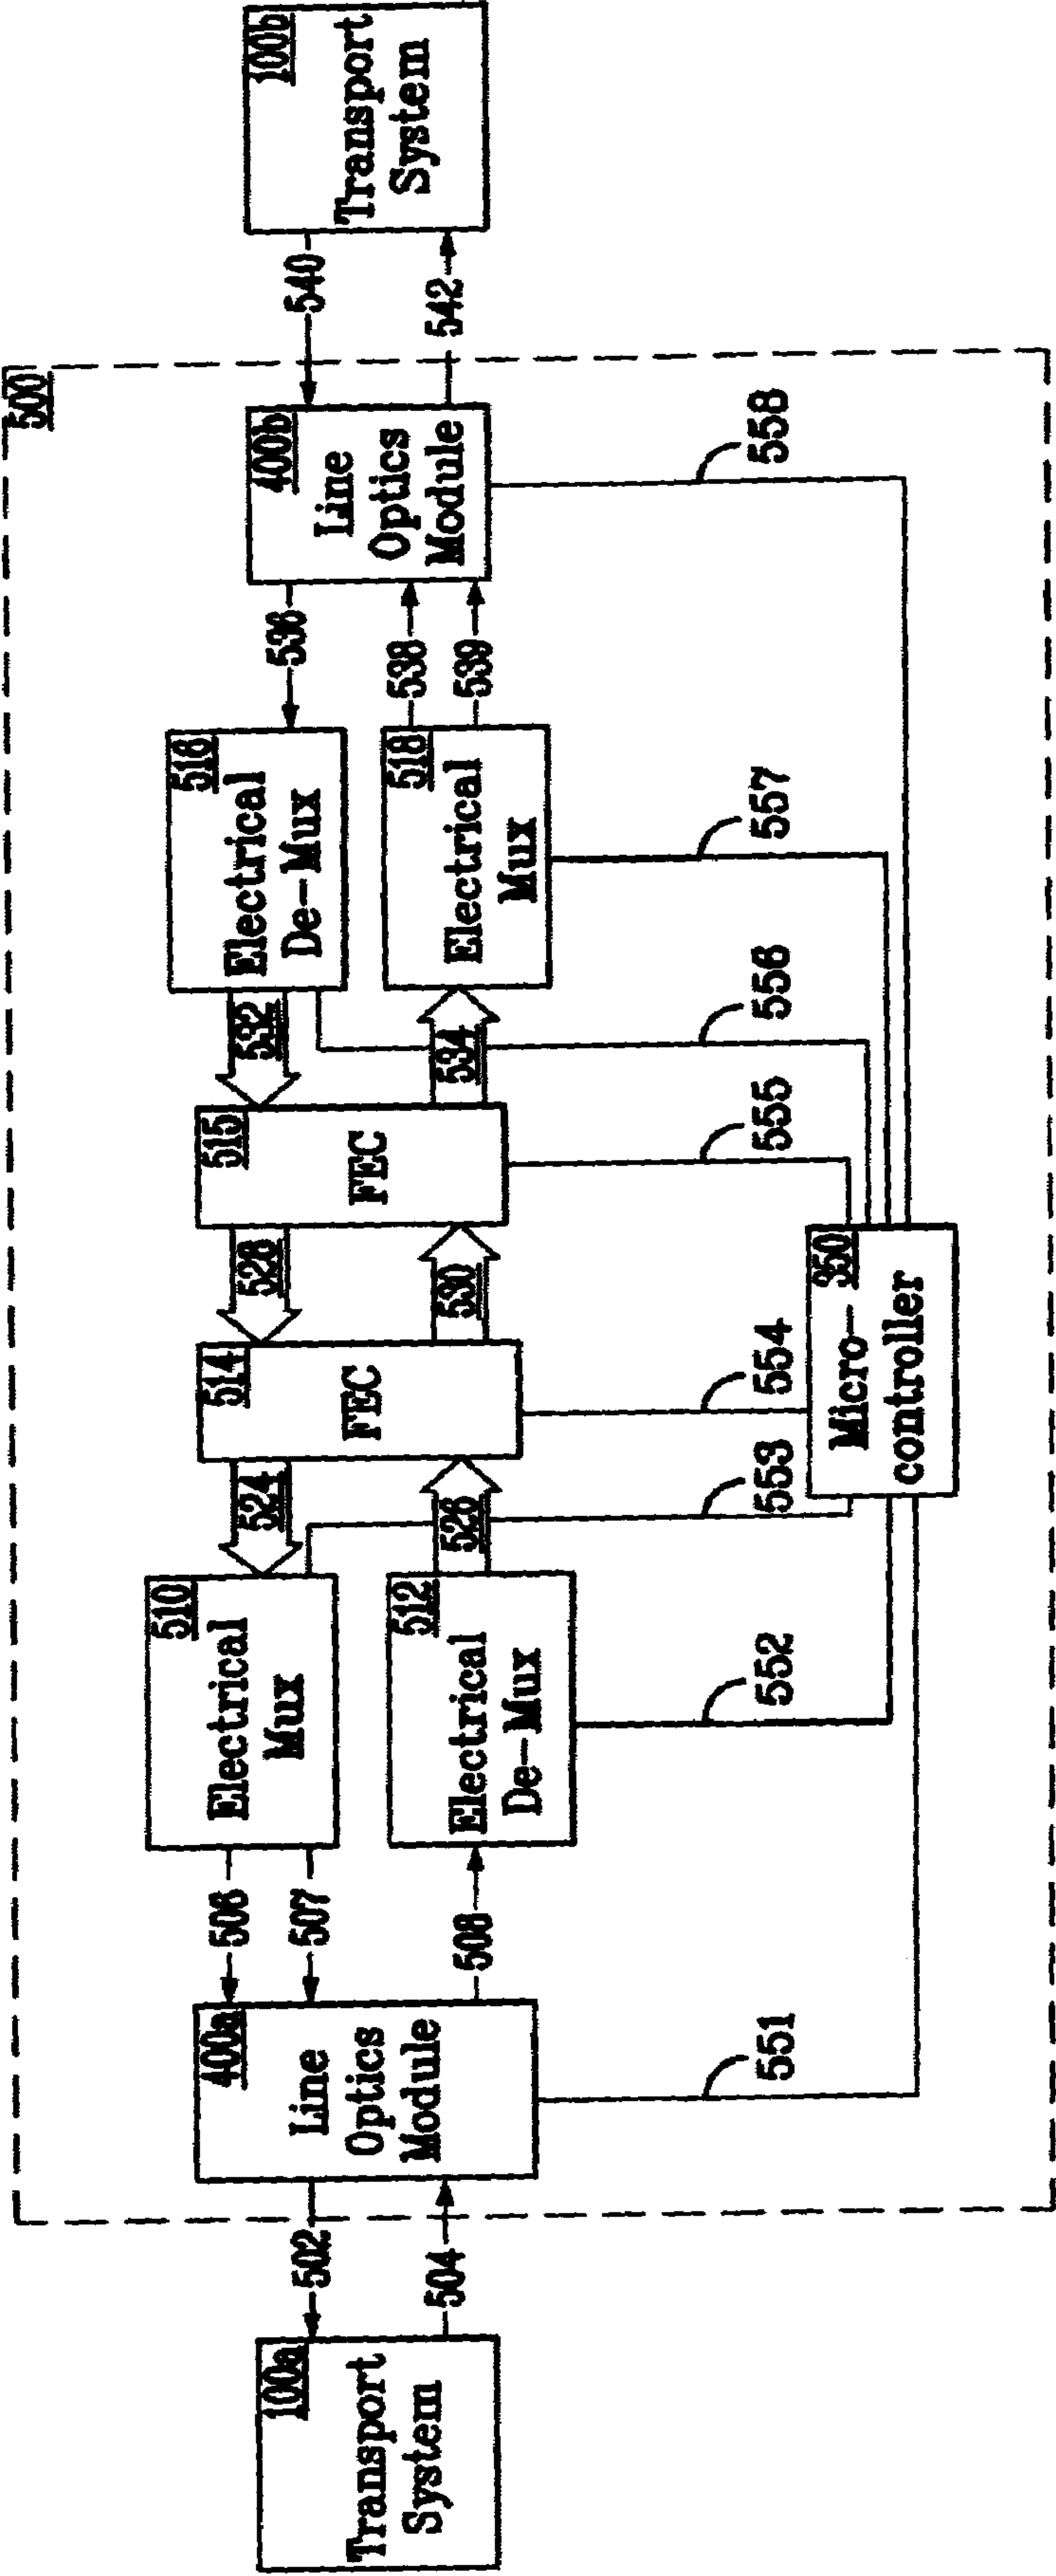 500
100a
Transport
System
502
504
400a
Line
Optics
Module
506
507
508
510
Electrical
Mux
512
Electrical
De-Mux
524
526
514
FEC
528
530
515
FEC
532
534
516
Electrical
De-Mux
518
Electrical
Mux
536
538
539
400b
Line
Optics
Module
540
542
100b
Transport
System
551
552
553
554
555
556
557
558
350
Micro-
controller